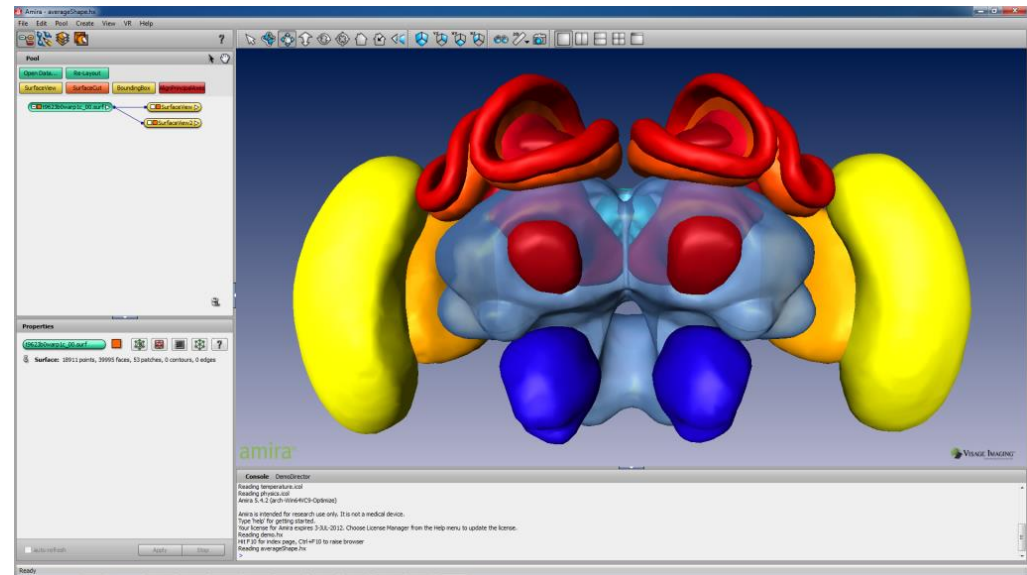 Amira - averageShape.hx
File Edit Pool Create View VR Help
?
Pool
Open Data... Re-Layout
SurfaceView SurfaceCut BoundingBox AlignPrincipalAxes
t9623b0warp1c_00.surf SurfaceView
SurfaceView2
Properties
t9623b0warp1c_00.surf ?
Surface: 18911 points, 39995 faces, 53 patches, 0 contours, 0 edges
auto-refresh Apply Stop
Ready
amira
VISAGE IMAGING
Console DemoDirector
Reading temperature.icol
Reading physics.icol
Amira 5.4.2 (arch-Win64VC9-Optimize)
Amira is intended for research use only. It is not a medical device.
Type 'help' for getting started.
Your license for Amira expires 3-JUL-2012. Choose License Manager from the Help menu to update the license.
Reading demo.hx
Hit F10 for index page, Ctrl+F10 to raise browser
Reading averageShape.hx
>